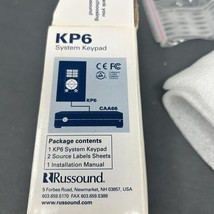 KP6
System Keypad
CE
KP6
CAA66
Package contents
1 KP6 System Keypad
2 Source Labels Sheets
1 Installation Manual
Russound®
5 Forbes Road, Newmarket, NH 03857, USA
603.659.5170 FAX 603.659.5388
www.russound.com